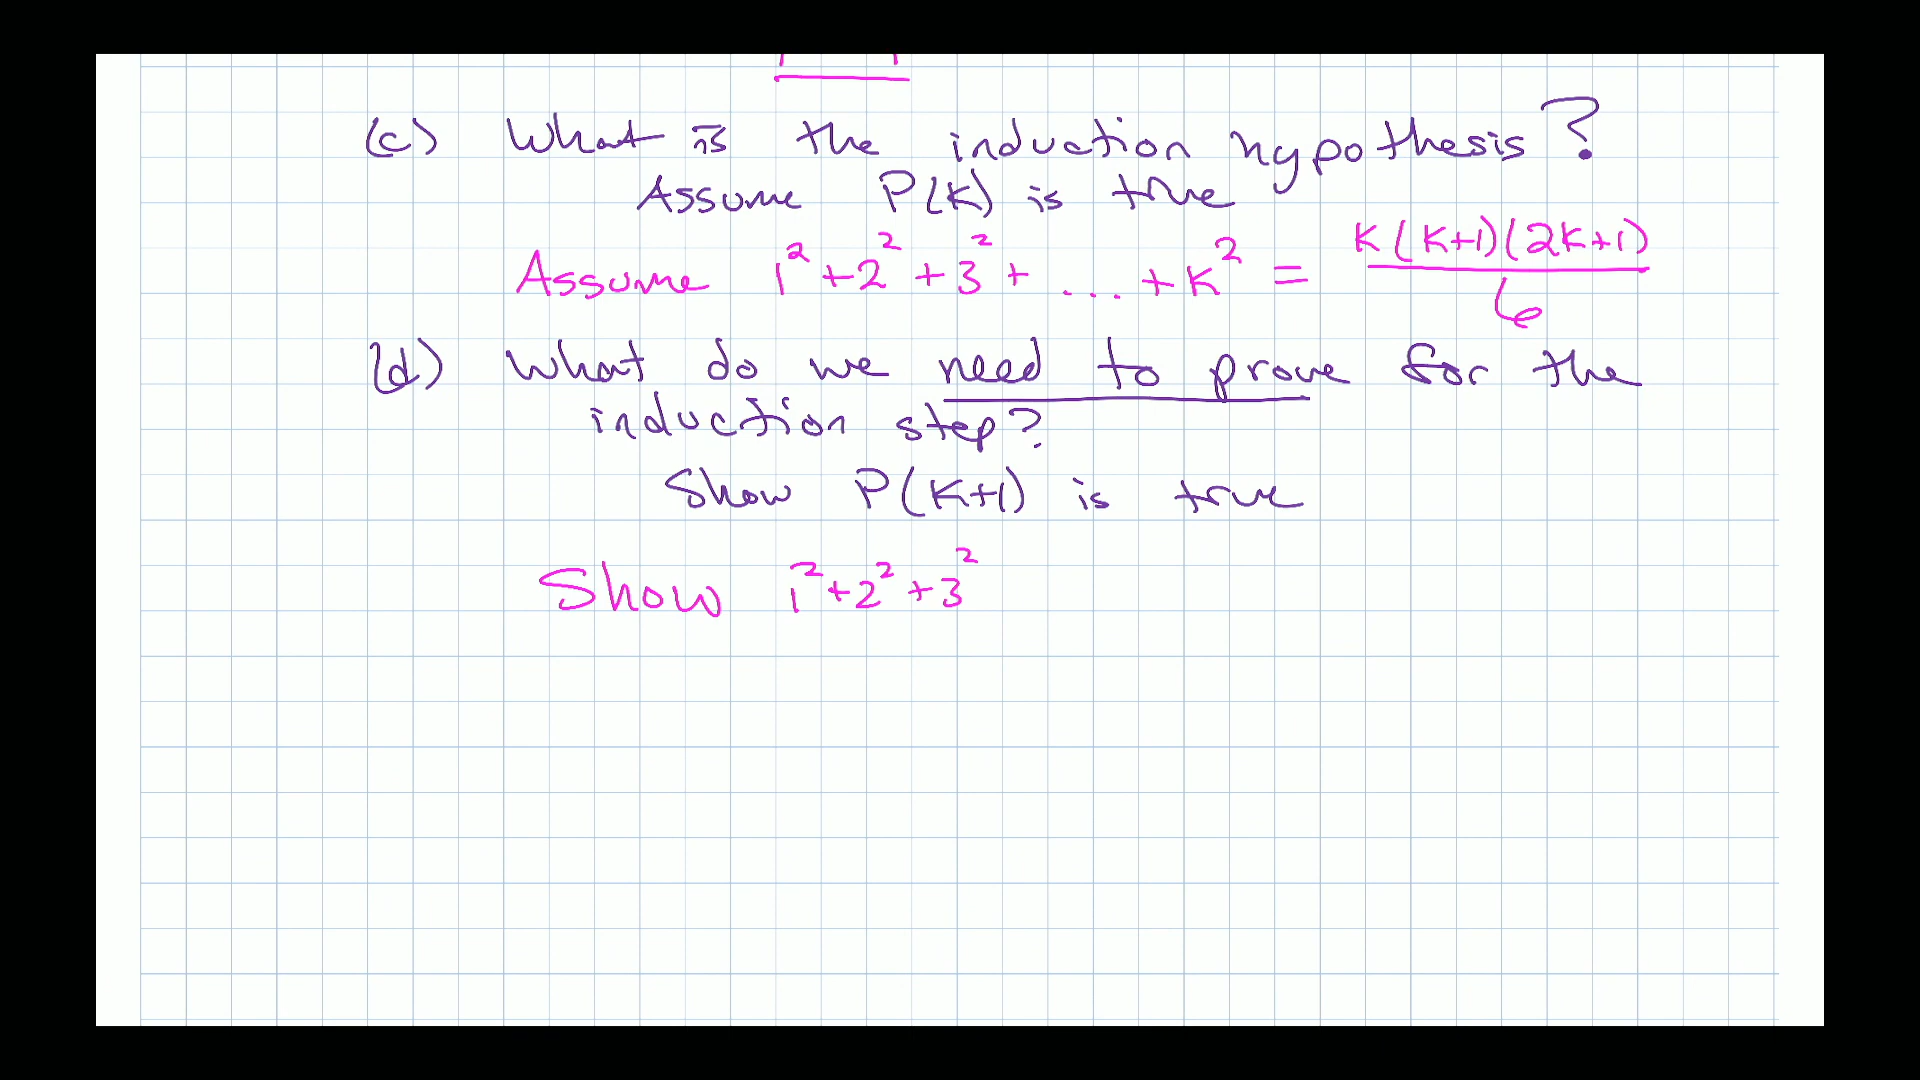 (c) What is the induction hypothesis?
Assume P(K) is true
Assume 1² + 2² + 3² + ... + K² = K(K+1)(2K+1)/6
(d) What do we need to prove for the
induction step?
Show P(K+1) is true
Show 1² + 2² + 3²